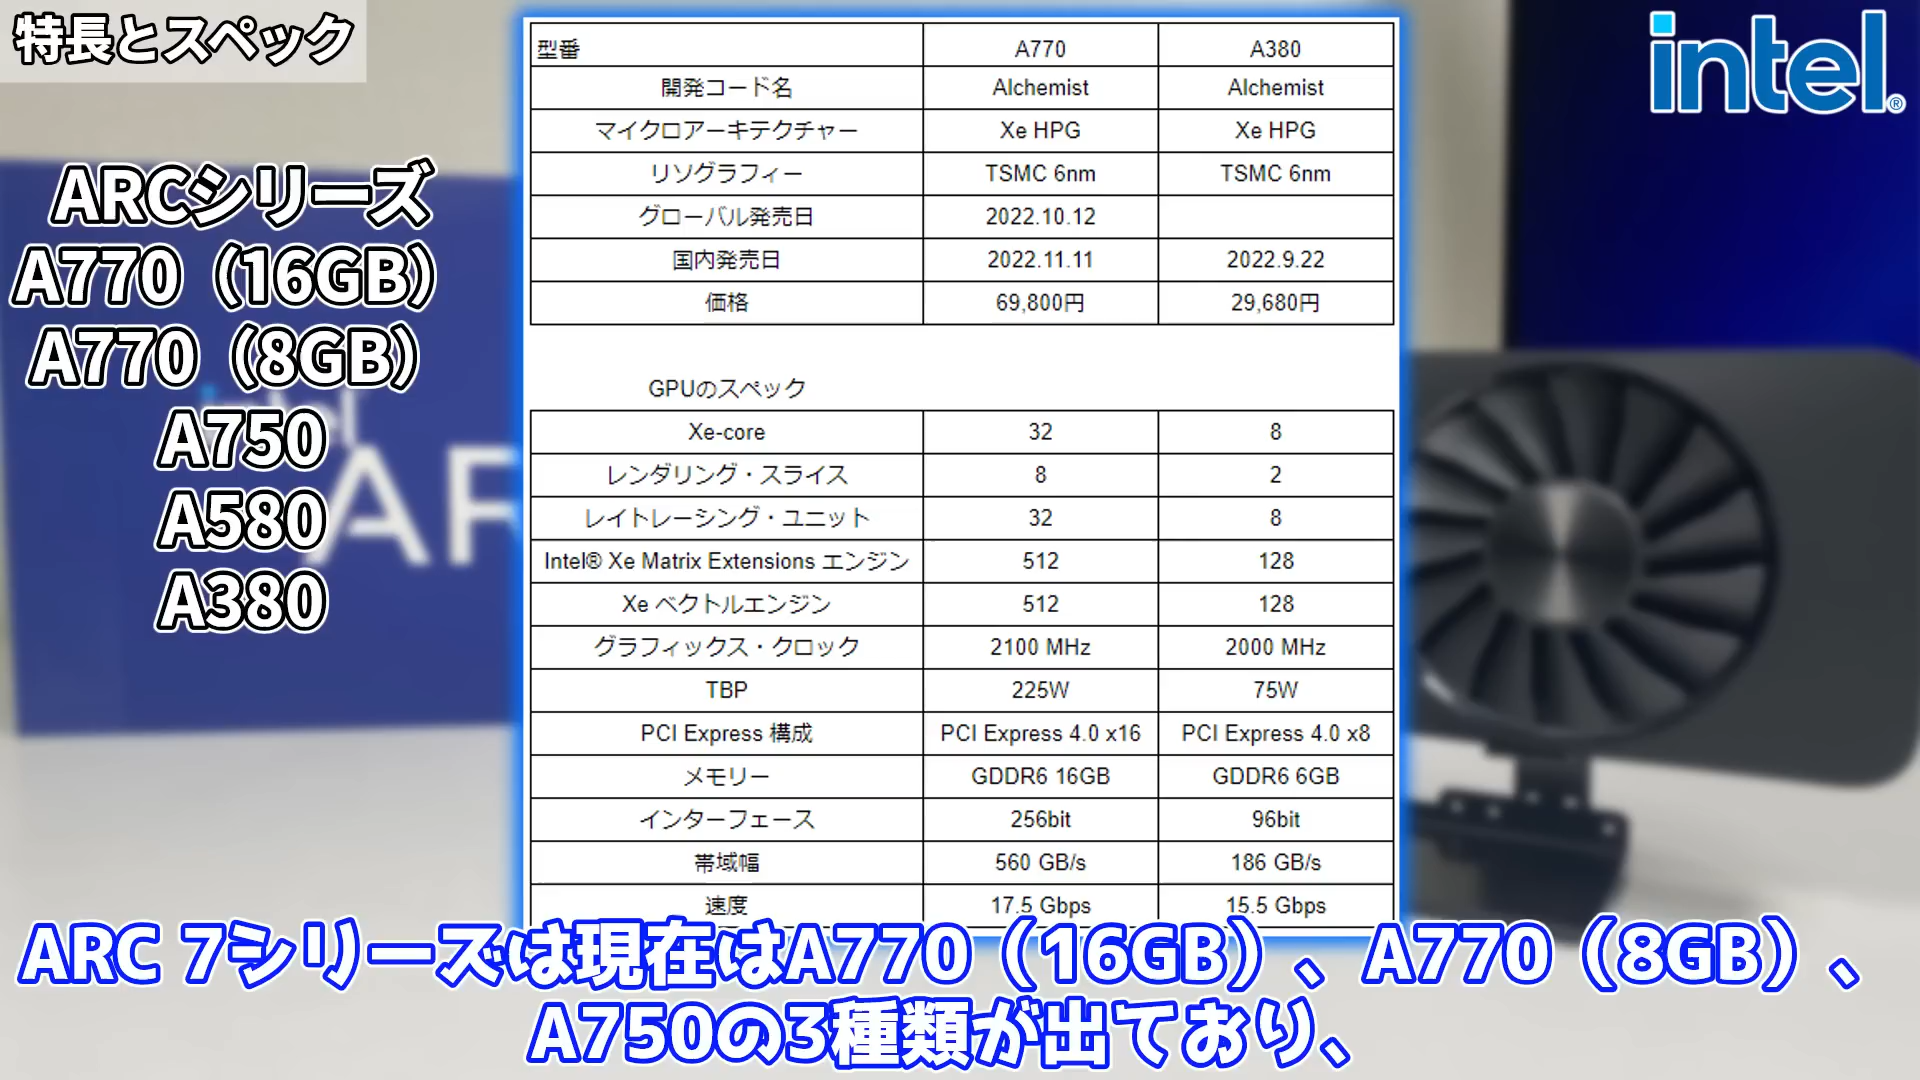 特長とスペック
intel®
ARCシリーズ
A770（16GB）
A770（8GB）
A750
A580
A380
型番 A770 A380
開発コード名 Alchemist Alchemist
マイクロアーキテクチャー Xe HPG Xe HPG
リソグラフィー TSMC 6nm TSMC 6nm
グローバル発売日 2022.10.12
国内発売日 2022.11.11 2022.9.22
価格 69,800円 29,680円
GPUのスペック
Xe-core 32 8
レンダリング・スライス 8 2
レイトレーシング・ユニット 32 8
Intel® Xe Matrix Extensions エンジン 512 128
Xe ベクトルエンジン 512 128
グラフィックス・クロック 2100 MHz 2000 MHz
TBP 225W 75W
PCI Express 構成 PCI Express 4.0 x16 PCI Express 4.0 x8
メモリー GDDR6 16GB GDDR6 6GB
インターフェース 256bit 96bit
帯域幅 560 GB/s 186 GB/s
速度 17.5 Gbps 15.5 Gbps
intel
AR
ARC 7シリーズは現在はA770（16GB）、A770（8GB）、
A750の3種類が出ており、